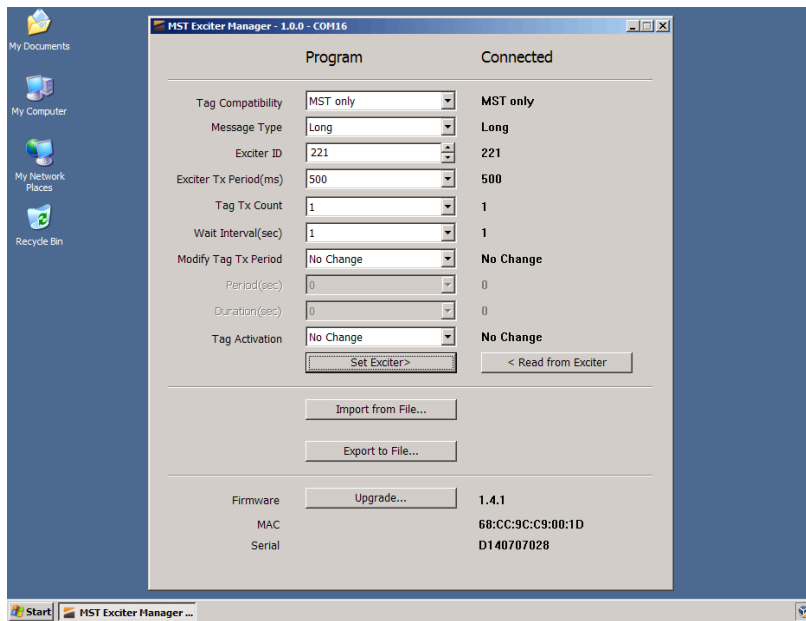 My Documents
My Computer
My Network
Places
Recycle Bin
MST Exciter Manager - 1.0.0 - COM16
Program Connected
Tag Compatibility MST only MST only
Message Type Long Long
Exciter ID 221 221
Exciter Tx Period(ms) 500 500
Tag Tx Count 1 1
Wait Interval(sec) 1 1
Modify Tag Tx Period No Change No Change
Period(sec) 0 0
Duration(sec) 0 0
Tag Activation No Change No Change
Set Exciter> < Read from Exciter
Import from File...
Export to File...
Firmware Upgrade... 1.4.1
MAC 68:CC:9C:C9:00:1D
Serial D140707028
Start MST Exciter Manager ...